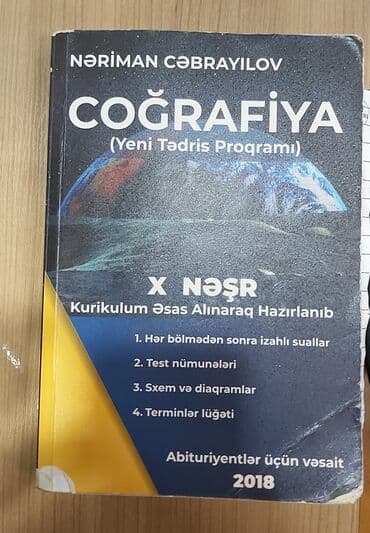 NƏRİMAN CƏBRAYILOV
COĞRAFİYA
(Yeni Tədris Proqramı)
X NƏŞR
Kurikulum Əsas Alınaraq Hazırlanıb
1. Hər bölmədən sonra izahlı suallar
2. Test nümunələri
3. Sxem və diaqramlar
4. Terminlər lüğəti
Abituriyentlər üçün vəsait
2018